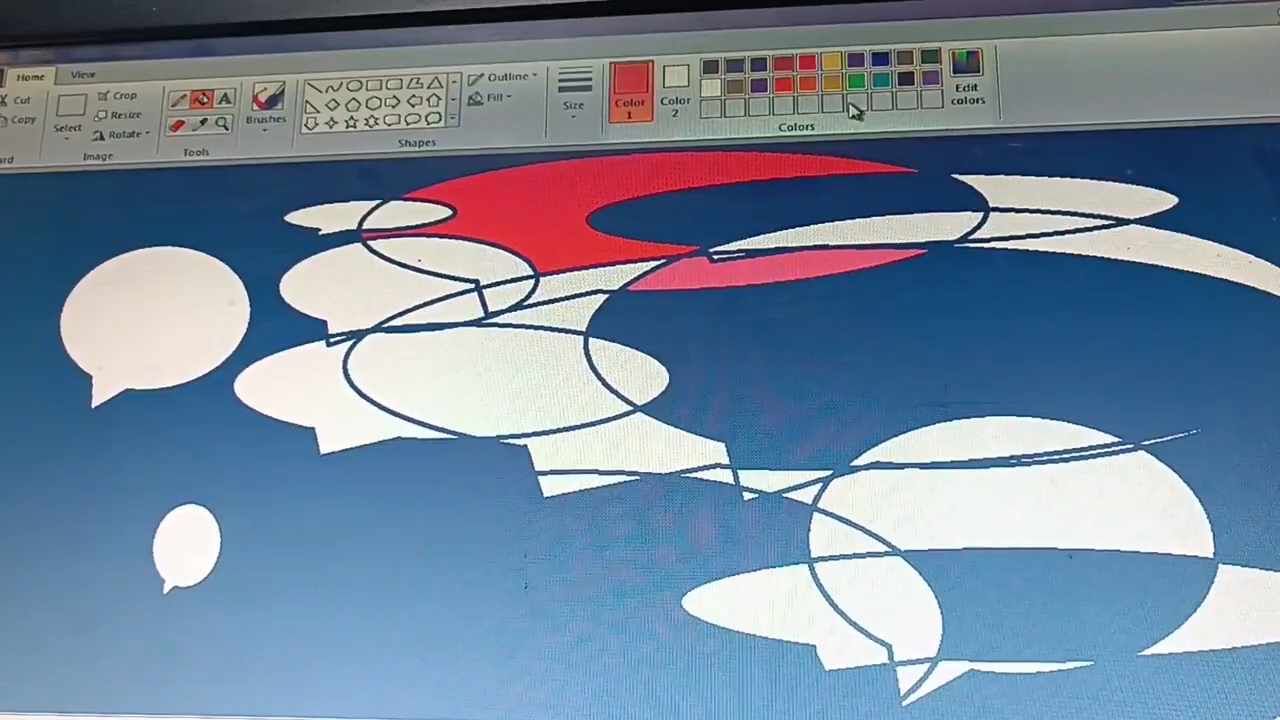 Home View
Cut
Copy
Select
Crop
Resize
Rotate
Image
Tools
Brushes
Shapes
Outline
Fill
Size
Color
1
Color
2
Colors
Edit
colors